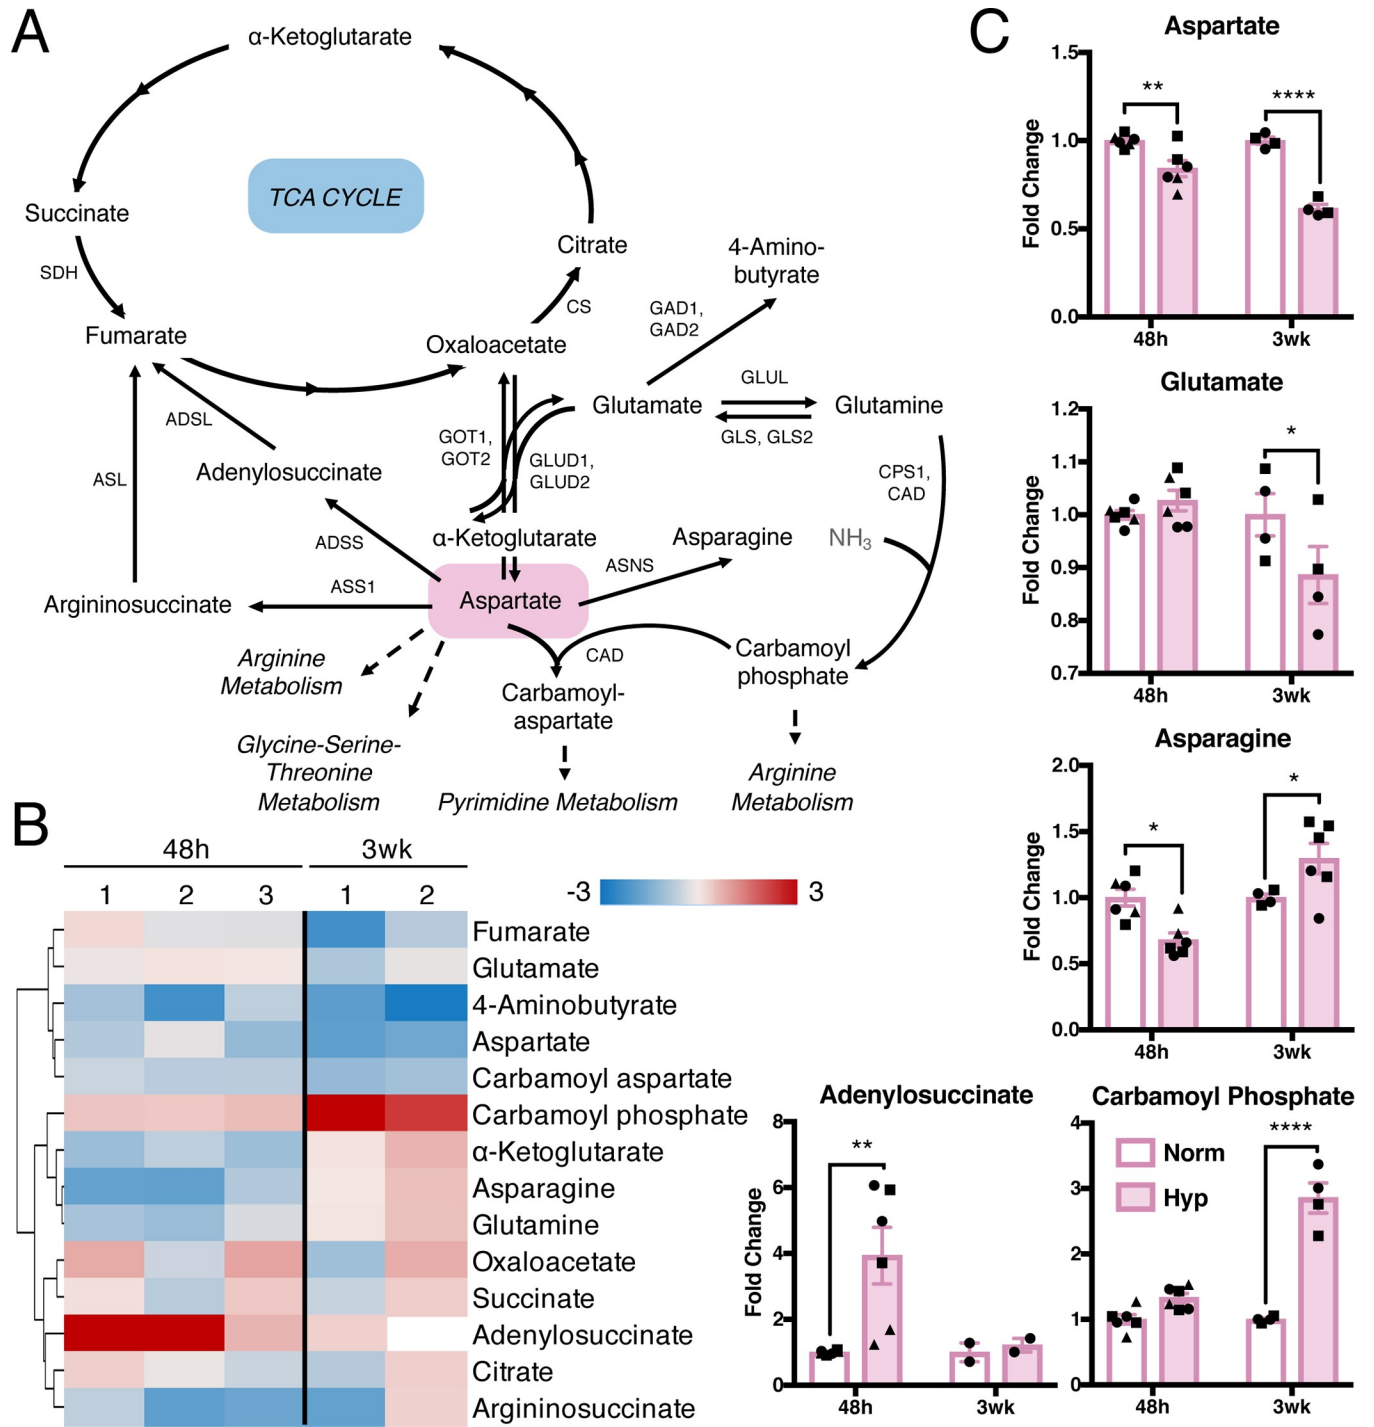 A
α-Ketoglutarate
TCA CYCLE
Succinate
SDH
Fumarate
Citrate
CS
Oxaloacetate
4-Amino-
butyrate
GAD1,
GAD2
Glutamate
GLUL
GLS, GLS2
Glutamine
ADSL
ASL
Adenylosuccinate
GOT1,
GOT2
GLUD1,
GLUD2
CPS1,
CAD
ADSS
α-Ketoglutarate
Asparagine
NH3
ASNS
ASS1
Argininosuccinate
Aspartate
Arginine
Metabolism
CAD
Carbamoyl
phosphate
Carbamoyl-
aspartate
Glycine-Serine-
Threonine
Metabolism
Pyrimidine Metabolism
Arginine
Metabolism
B
48h
3wk
1
2
3
1
2
-3
3
Fumarate
Glutamate
4-Aminobutyrate
Aspartate
Carbamoyl aspartate
Carbamoyl phosphate
α-Ketoglutarate
Asparagine
Glutamine
Oxaloacetate
Succinate
Adenylosuccinate
Citrate
Argininosuccinate
C
Aspartate
Fold Change
1.5
1.0
0.5
0.0
**
****
48h
3wk
Glutamate
Fold Change
1.2
1.1
1.0
0.9
0.8
0.7
*
48h
3wk
Asparagine
Fold Change
2.0
1.5
1.0
0.5
0.0
*
*
48h
3wk
Adenylosuccinate
Fold Change
8
6
4
2
0
**
48h
3wk
Carbamoyl Phosphate
4
3
2
1
0
Norm
Hyp
****
48h
3wk